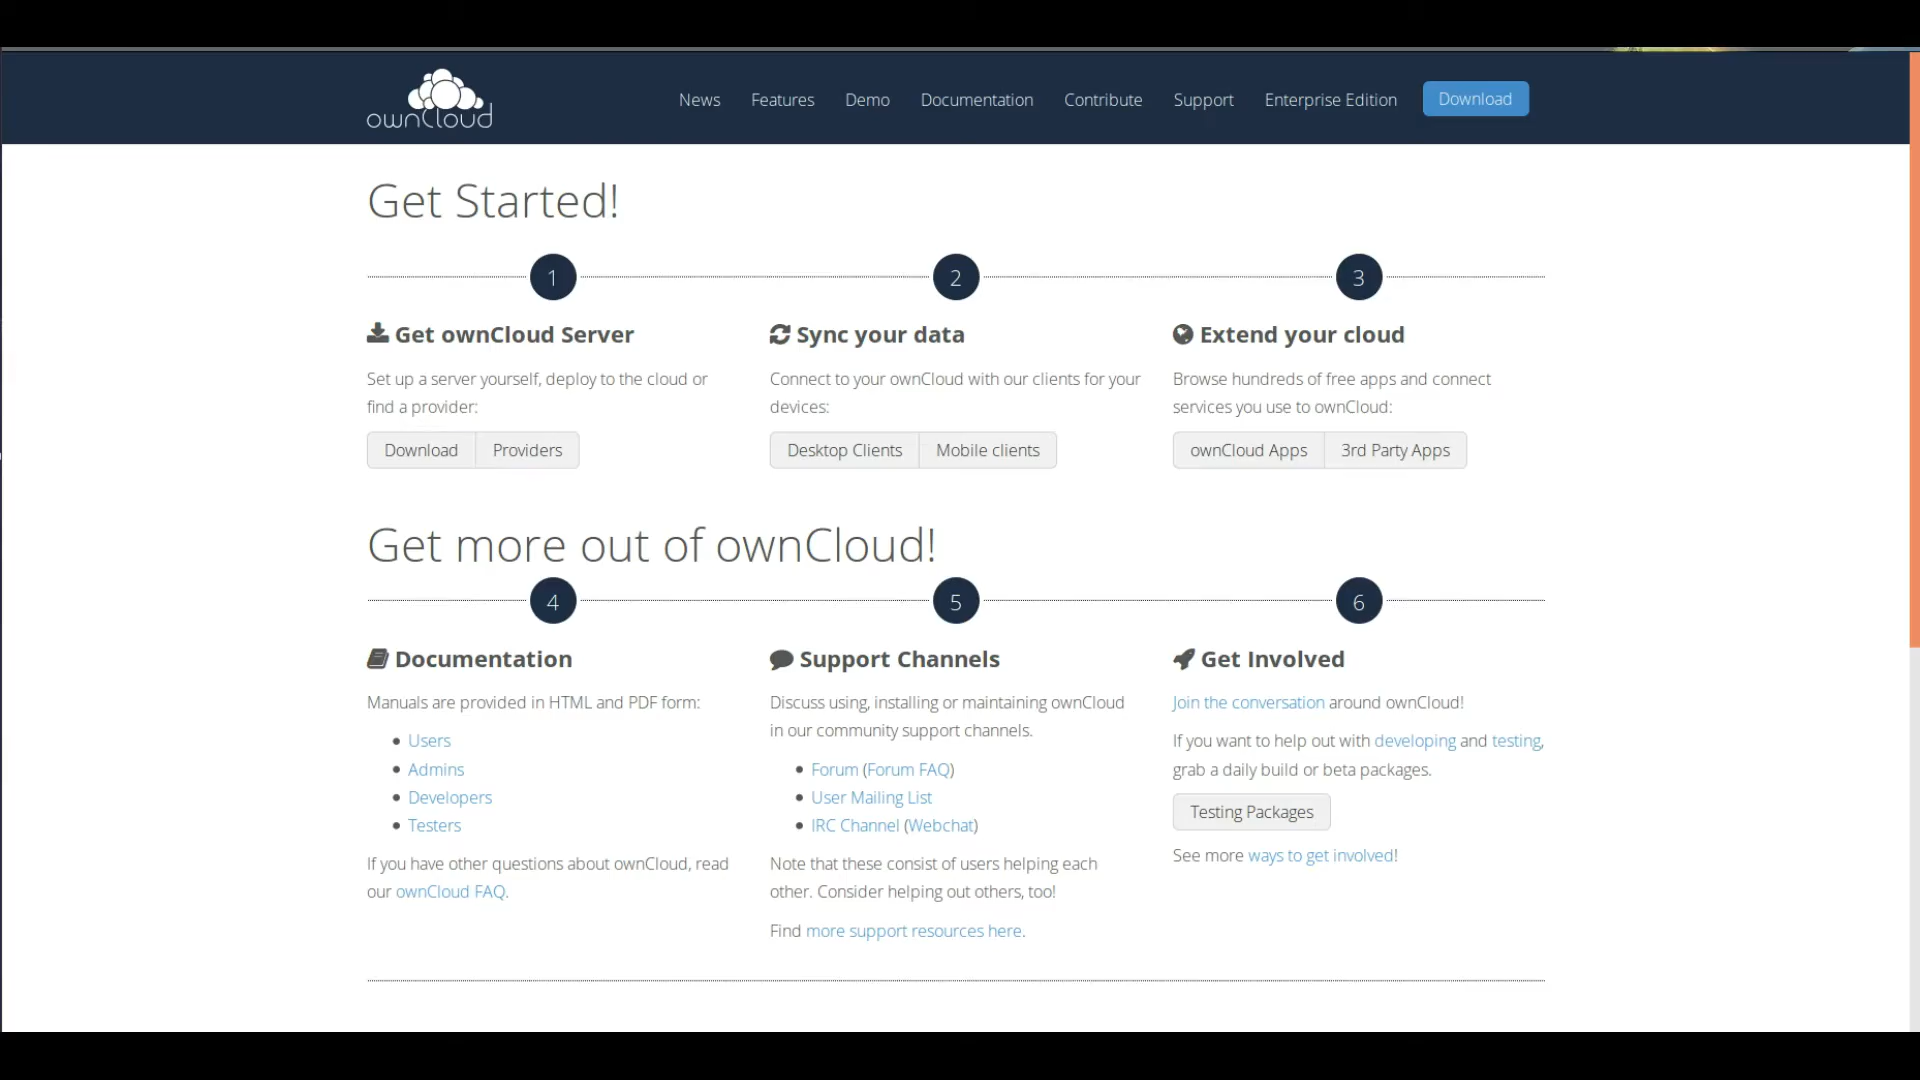 ownCloud
News Features Demo Documentation Contribute Support Enterprise Edition Download
Get Started!
1
Get ownCloud Server
Set up a server yourself, deploy to the cloud or
find a provider:
Download Providers
2
Sync your data
Connect to your ownCloud with our clients for your
devices:
Desktop Clients Mobile clients
3
Extend your cloud
Browse hundreds of free apps and connect
services you use to ownCloud:
ownCloud Apps 3rd Party Apps
Get more out of ownCloud!
4
Documentation
Manuals are provided in HTML and PDF form:
Users
Admins
Developers
Testers
If you have other questions about ownCloud, read
our ownCloud FAQ.
5
Support Channels
Discuss using, installing or maintaining ownCloud
in our community support channels.
Forum (Forum FAQ)
User Mailing List
IRC Channel (Webchat)
Note that these consist of users helping each
other. Consider helping out others, too!
Find more support resources here.
6
Get Involved
Join the conversation around ownCloud!
If you want to help out with developing and testing,
grab a daily build or beta packages.
Testing Packages
See more ways to get involved!